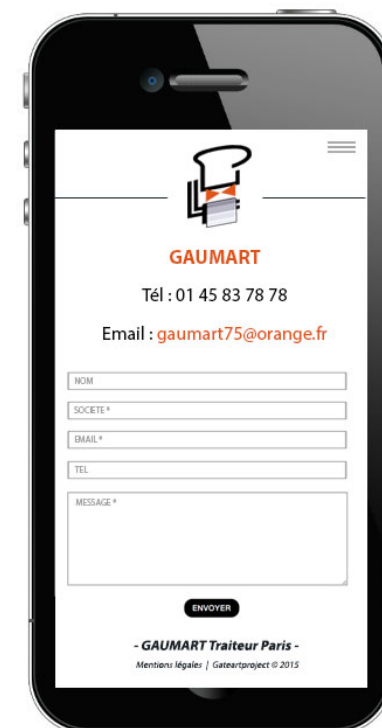 GAUMART
Tél : 01 45 83 78 78
Email : gaumart75@orange.fr
NOM
SOCIETE *
EMAIL *
TEL
MESSAGE *
ENVOYER
- GAUMART Traiteur Paris -
Mentions légales | Gateartproject © 2015